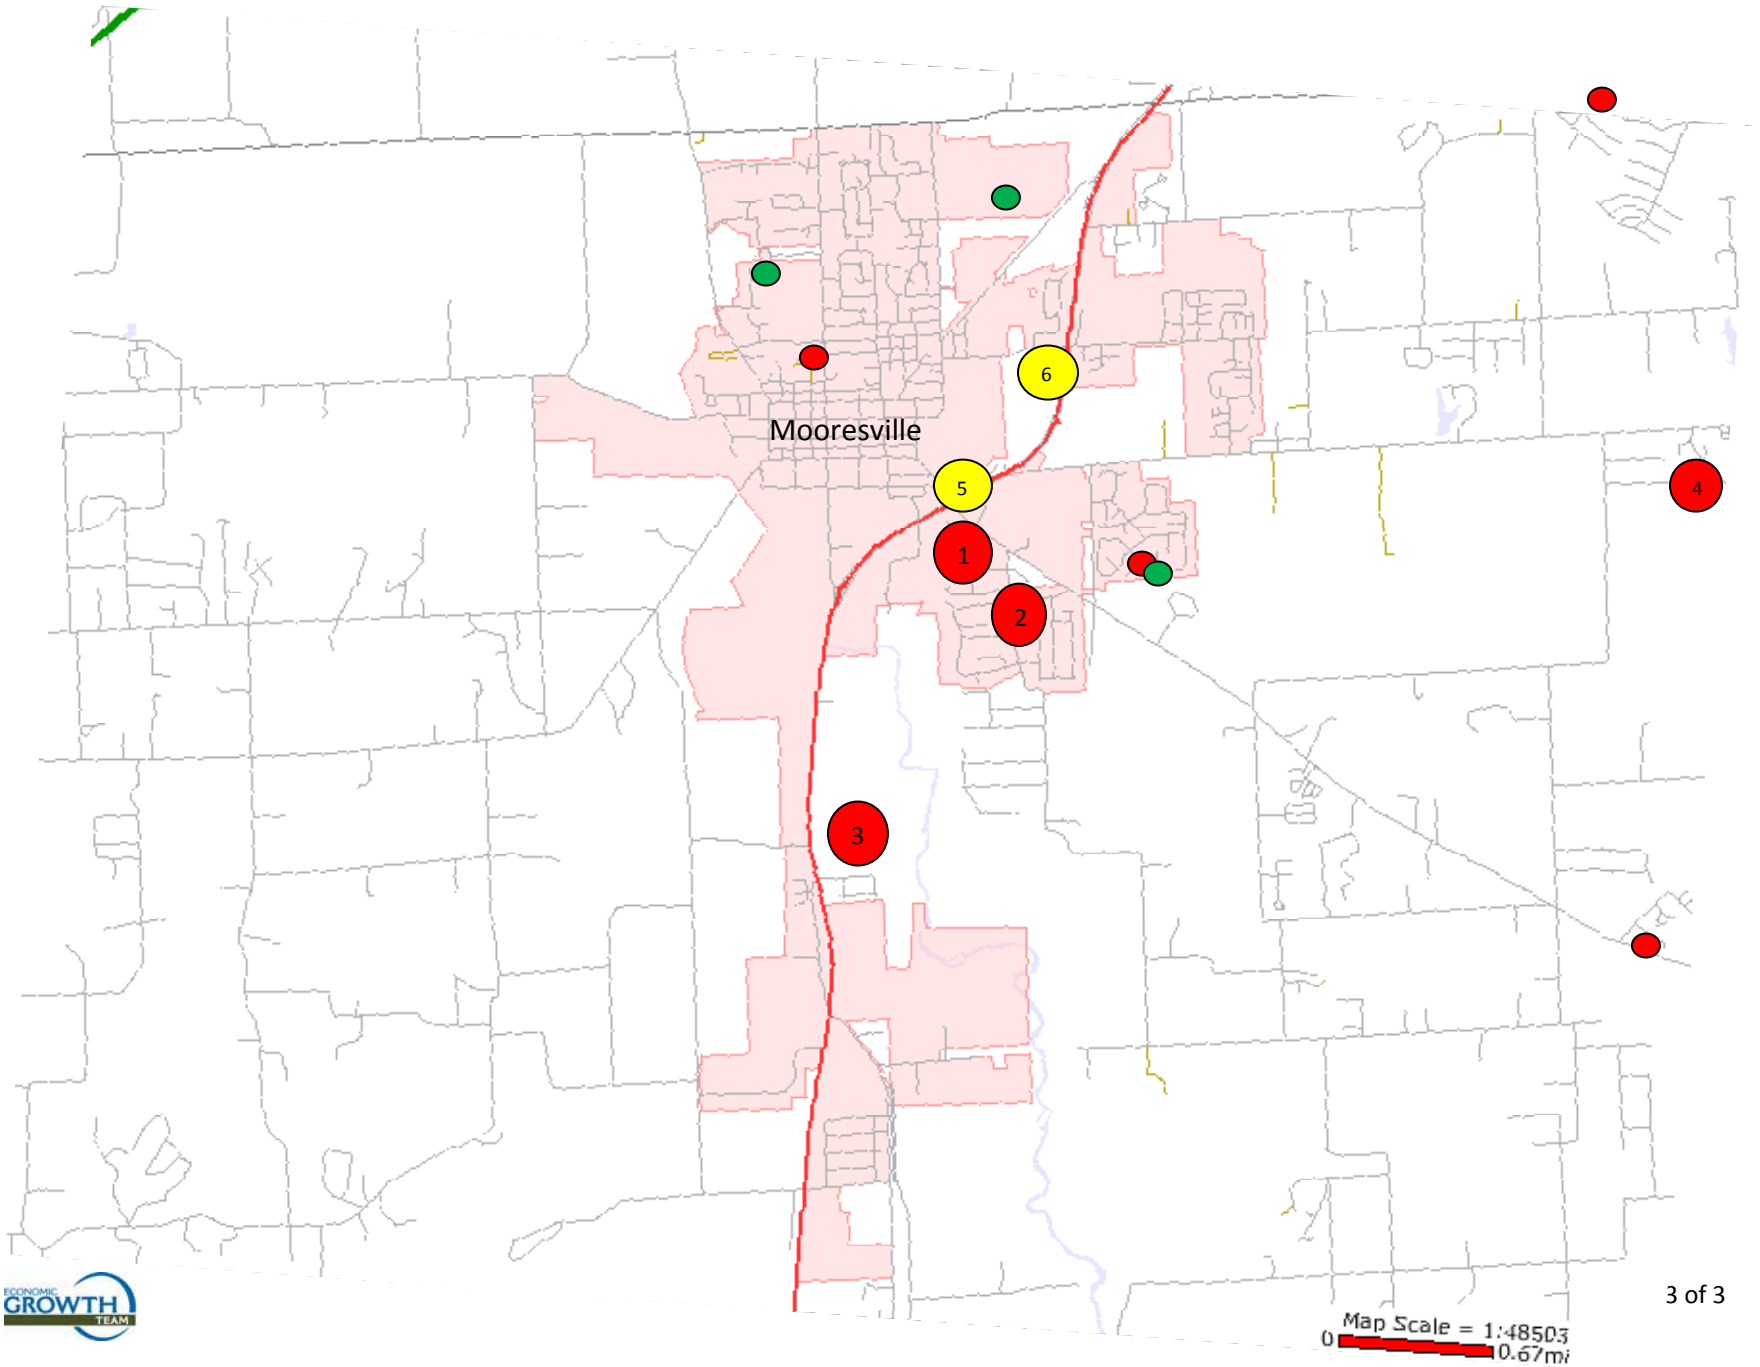 6
Mooresville
5
4
1
2
3
ECONOMIC
GROWTH
TEAM
3 of 3
Map Scale = 1:48503
0
0.67mi